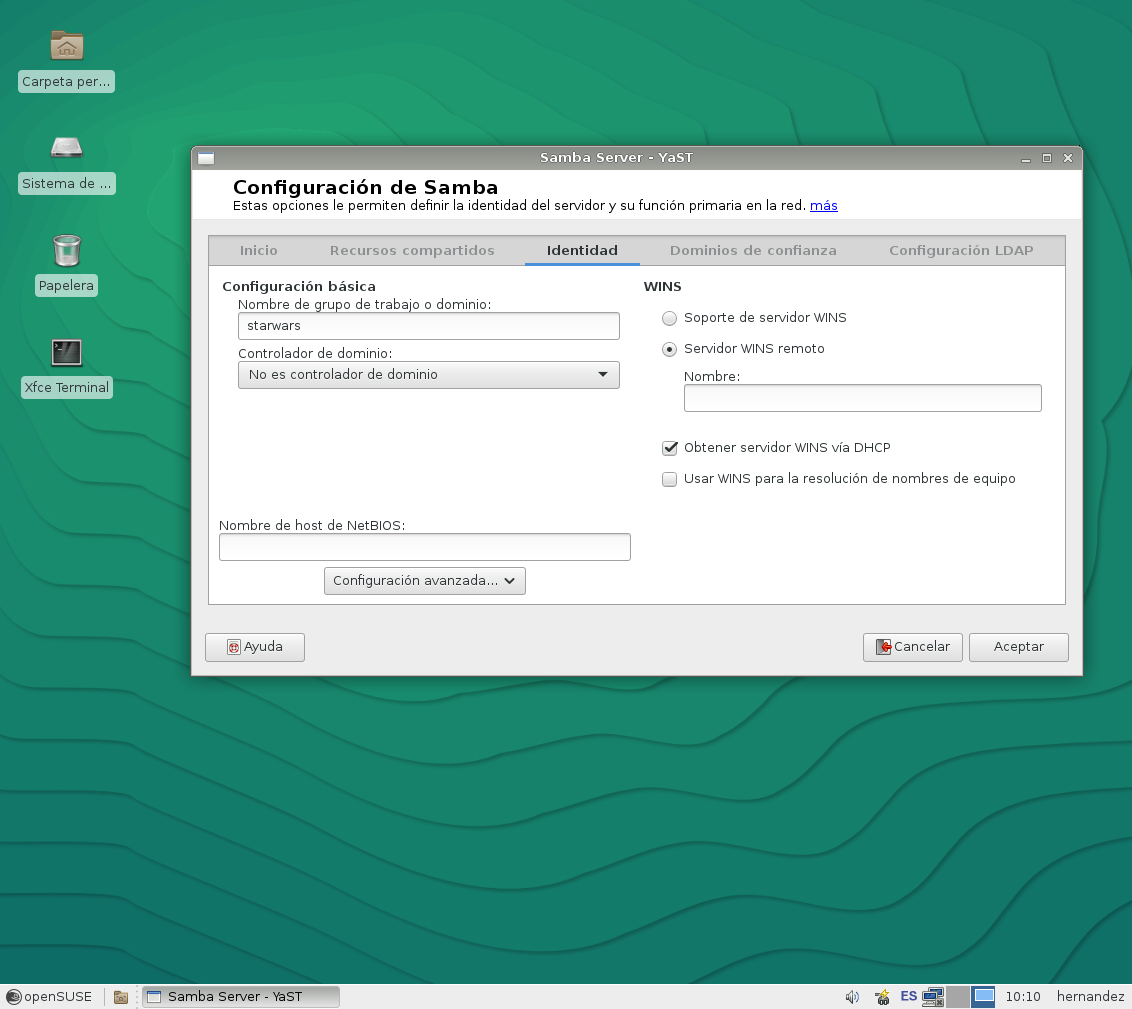 Carpeta per...
Sistema de ...
Papelera
Xfce Terminal
Samba Server - YaST
Configuración de Samba
Estas opciones le permiten definir la identidad del servidor y su función primaria en la red. más
Inicio Recursos compartidos Identidad Dominios de confianza Configuración LDAP
Configuración básica
Nombre de grupo de trabajo o dominio:
starwars
Controlador de dominio:
No es controlador de dominio
Nombre de host de NetBIOS:
Configuración avanzada...
WINS
Soporte de servidor WINS
Servidor WINS remoto
Nombre:
Obtener servidor WINS vía DHCP
Usar WINS para la resolución de nombres de equipo
Ayuda Cancelar Aceptar
openSUSE Samba Server - YaST ES 10:10 hernandez